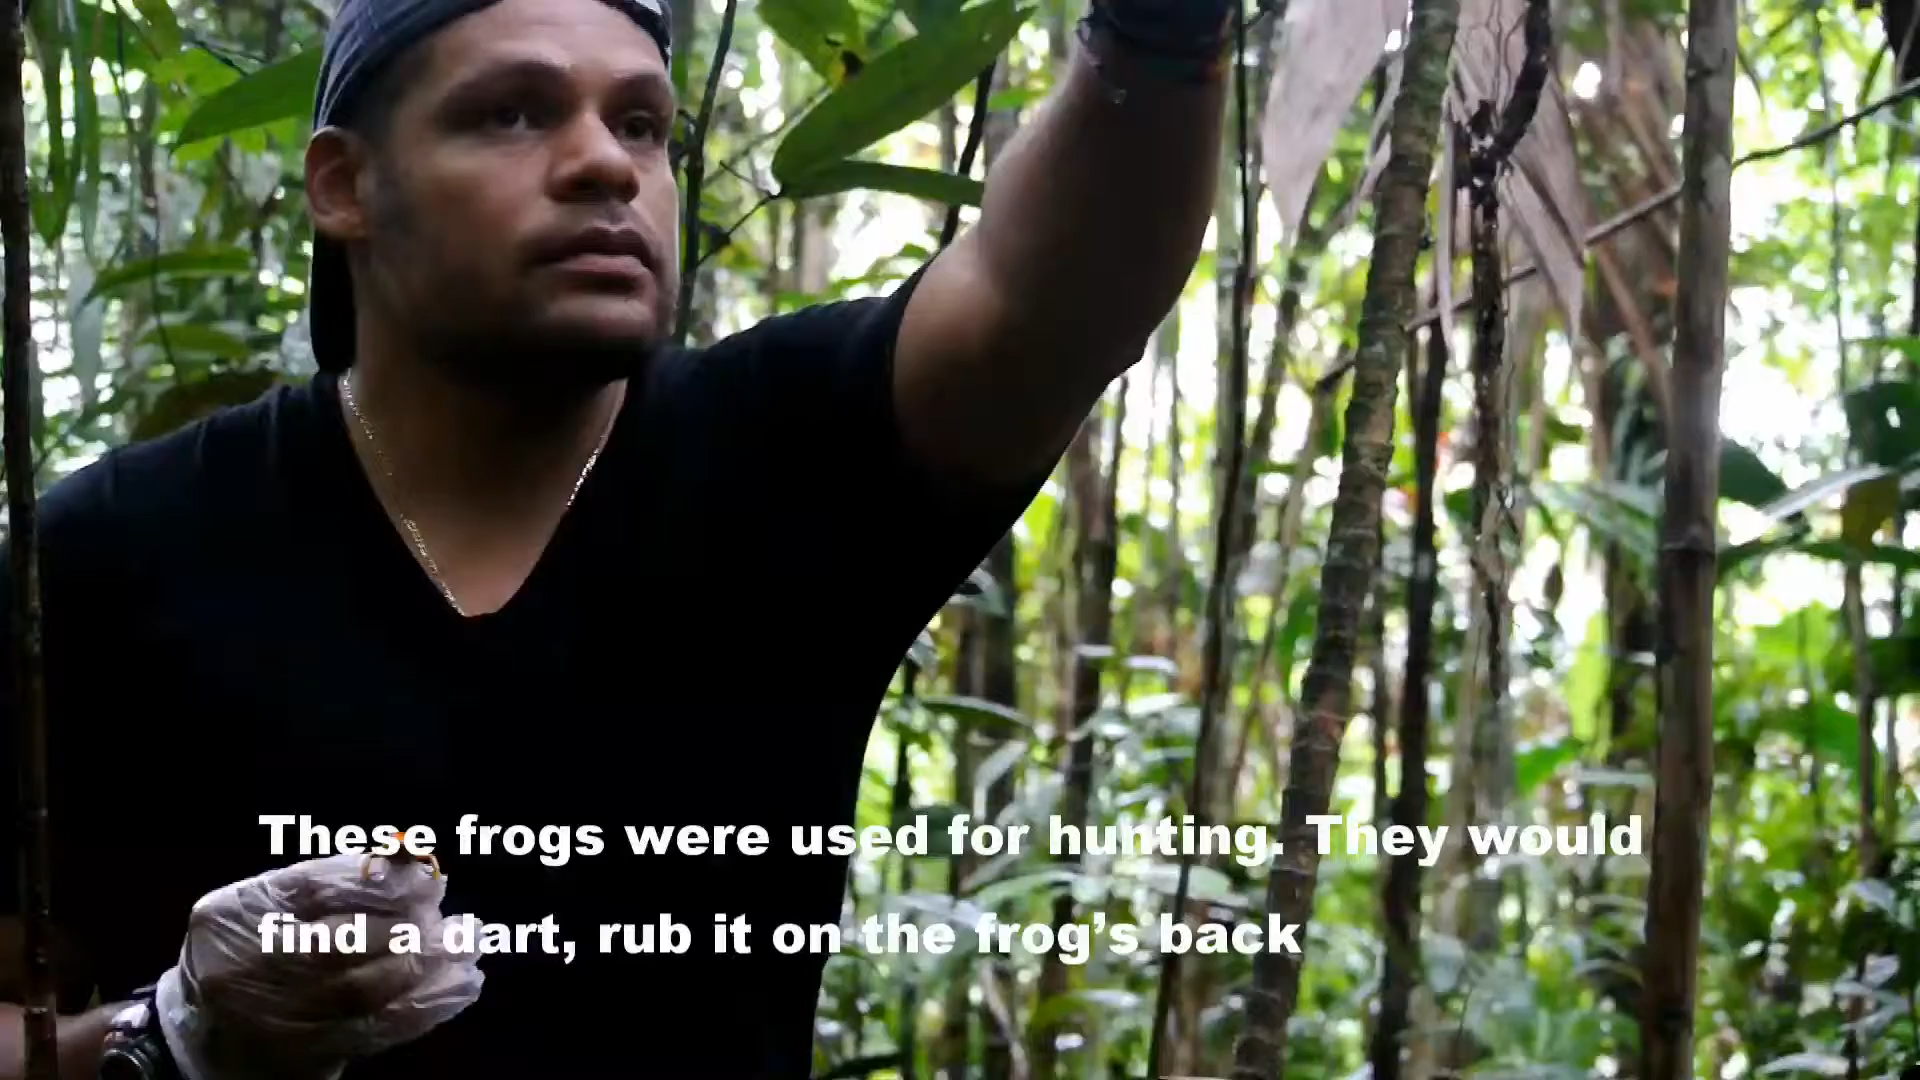 These frogs were used for hunting. They would
find a dart, rub it on the frog’s back